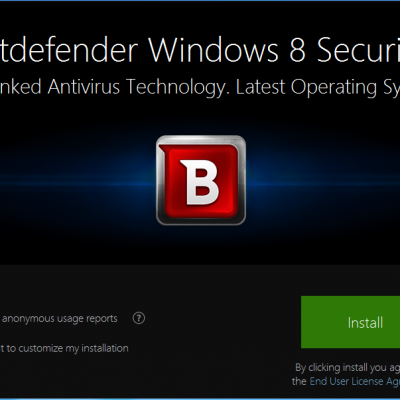 tdefender Windows 8 Securi
nked Antivirus Technology. Latest Operating Sy
B
anonymous usage reports ?
t to customize my installation
Install
By clicking install you ag
the End User License Agr